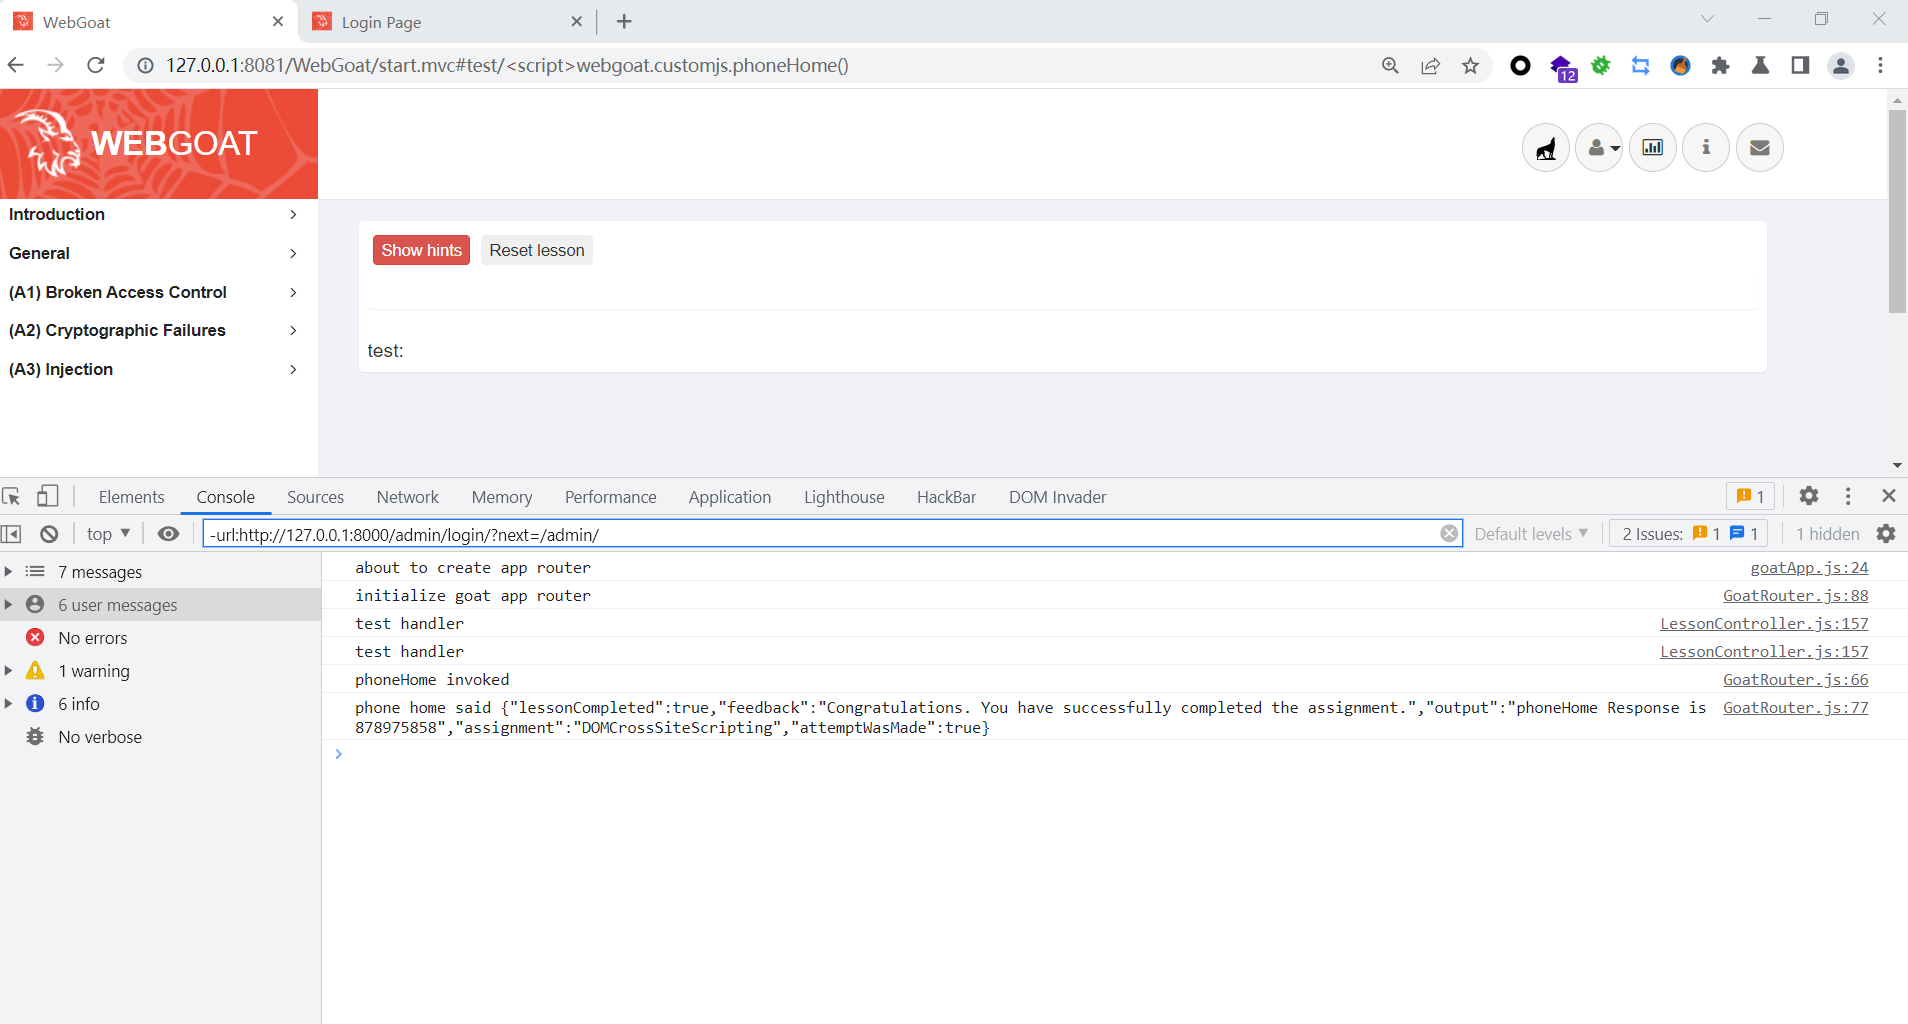 WebGoat
Login Page
127.0.0.1:8081/WebGoat/start.mvc#test/<script>webgoat.customjs.phoneHome()
12
WEBGOAT
Introduction
General
(A1) Broken Access Control
(A2) Cryptographic Failures
(A3) Injection
Show hints Reset lesson
test:
Elements Console Sources Network Memory Performance Application Lighthouse HackBar DOM Invader 1
top -url:http://127.0.0.1:8000/admin/login/?next=/admin/ Default levels 2 Issues: 1 1 1 hidden
7 messages
6 user messages
No errors
1 warning
6 info
No verbose
about to create app router goatApp.js:24
initialize goat app router GoatRouter.js:88
test handler LessonController.js:157
test handler LessonController.js:157
phoneHome invoked GoatRouter.js:66
phone home said {"lessonCompleted":true,"feedback":"Congratulations. You have successfully completed the assignment.","output":"phoneHome Response is GoatRouter.js:77
878975858","assignment":"DOMCrossSiteScripting","attemptWasMade":true}